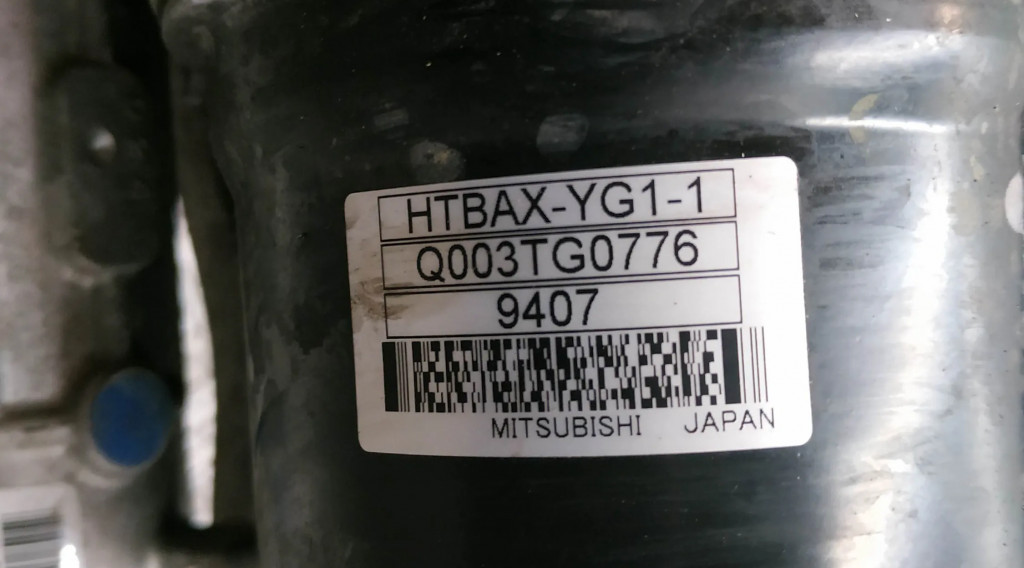 HTBAX-YG1-1
Q003TG0776
9407
MITSUBISHI JAPAN